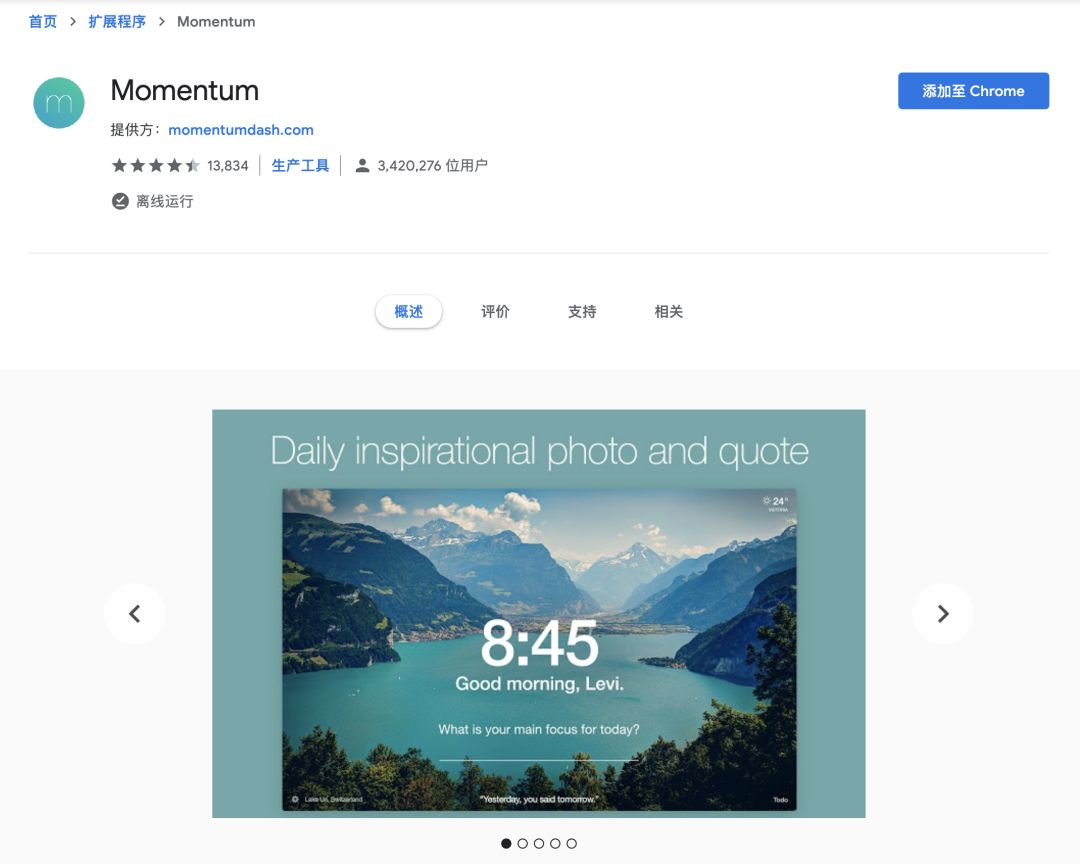 首页 > 扩展程序 > Momentum
m
Momentum
添加至 Chrome
提供方： momentumdash.com
13,834 生产工具 3,420,276 位用户
离线运行
概述 评价 支持 相关
Daily inspirational photo and quote
24°
VICTORIA
8:45
Good morning, Levi.
What is your main focus for today?
Lake Uri, Switzerland "Yesterday, you said tomorrow." Todo